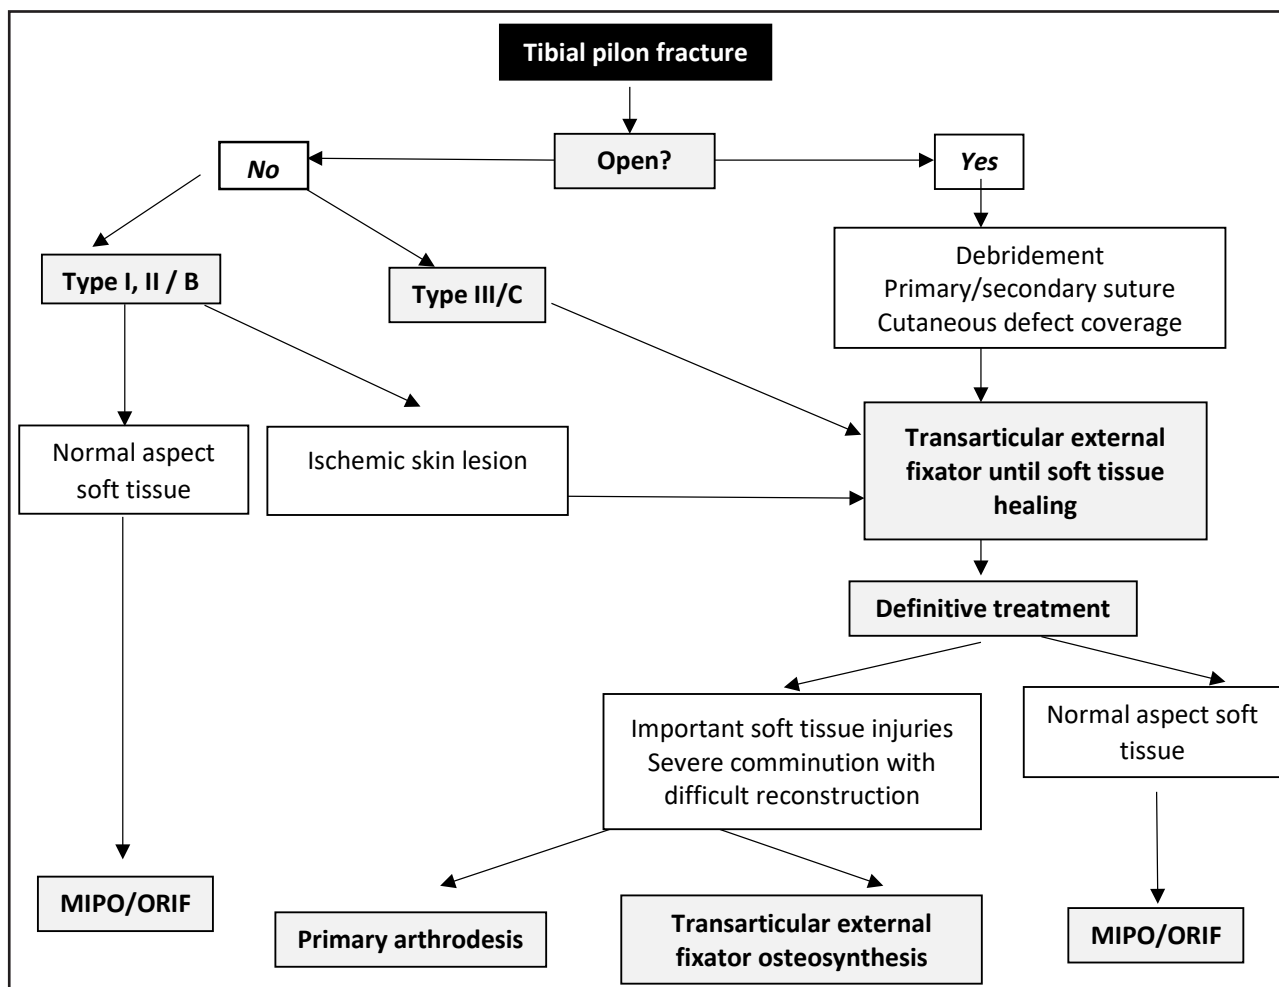 Tibial pilon fracture
Open?
No
Yes
Type I, II / B
Type III/C
Debridement
Primary/secondary suture
Cutaneous defect coverage
Normal aspect
soft tissue
Ischemic skin lesion
Transarticular external
fixator until soft tissue
healing
Definitive treatment
Important soft tissue injuries
Severe comminution with
difficult reconstruction
Normal aspect soft
tissue
MIPO/ORIF
Primary arthrodesis
Transarticular external
fixator osteosynthesis
MIPO/ORIF